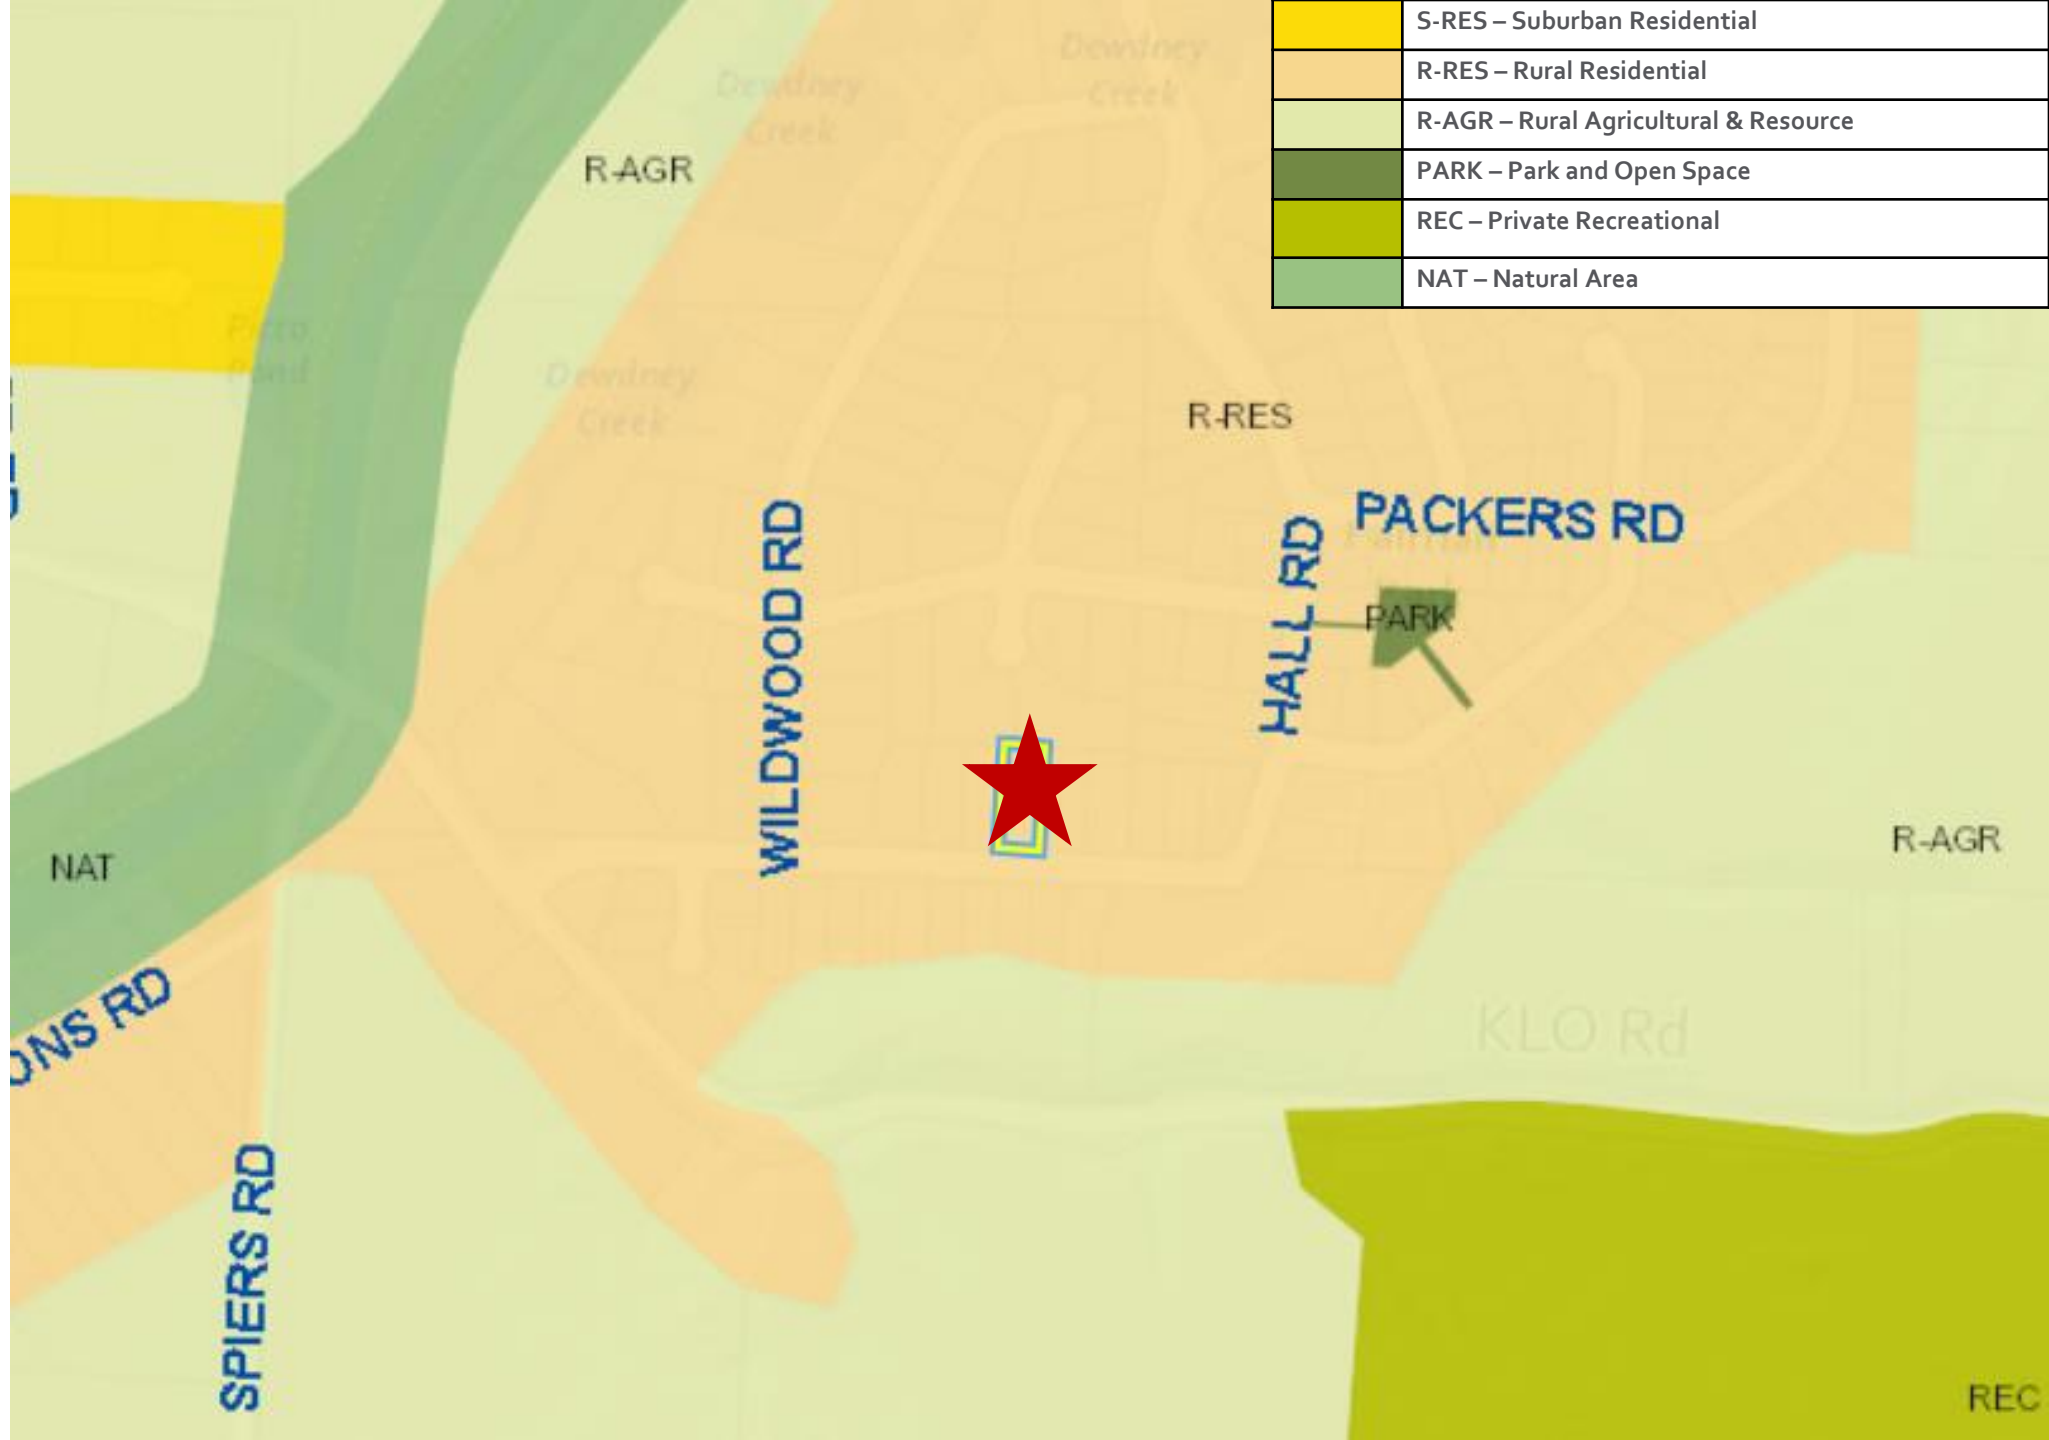 S-RES – Suburban Residential
R-RES – Rural Residential
R-AGR – Rural Agricultural & Resource
PARK – Park and Open Space
REC – Private Recreational
NAT – Natural Area
Dewdney
Creek
Dewdney
Creek
R-AGR
Pond
Dewdney
Creek
R-RES
PACKERS RD
WILDWOOD RD
HALL RD
PARK
R-AGR
NAT
ONS RD
KLO Rd
SPIERS RD
REC